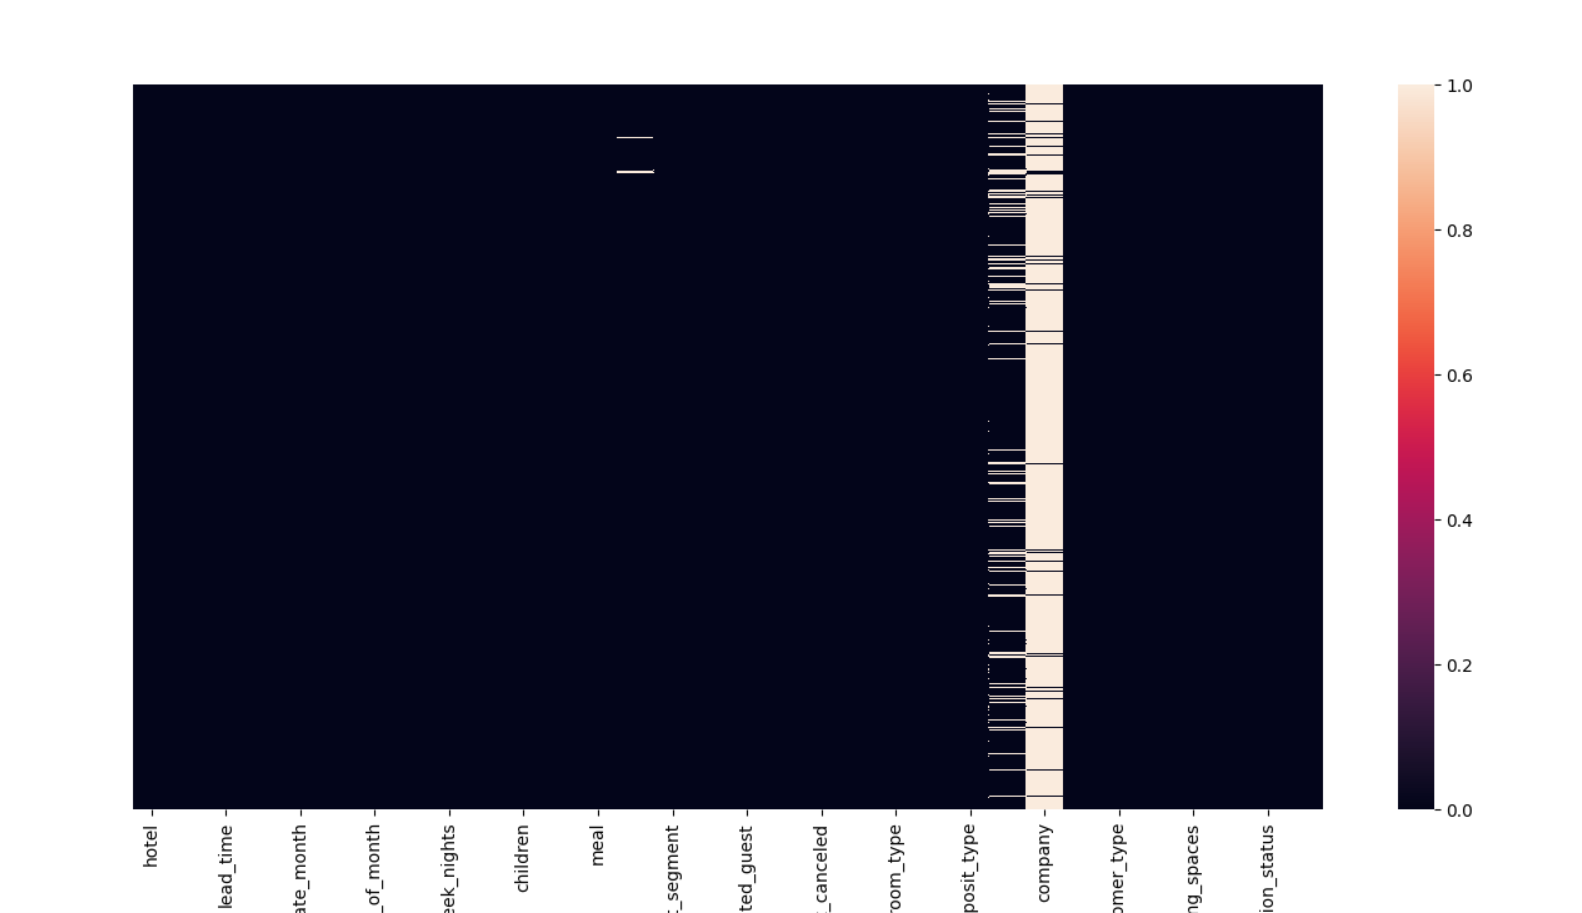 1.0
0.8
0.6
0.4
0.2
0.0
hotel
lead_time
ate_month
_of_month
eek_nights
children
meal
t_segment
ted_guest
_canceled
room_type
posit_type
company
omer_type
ng_spaces
ion_status